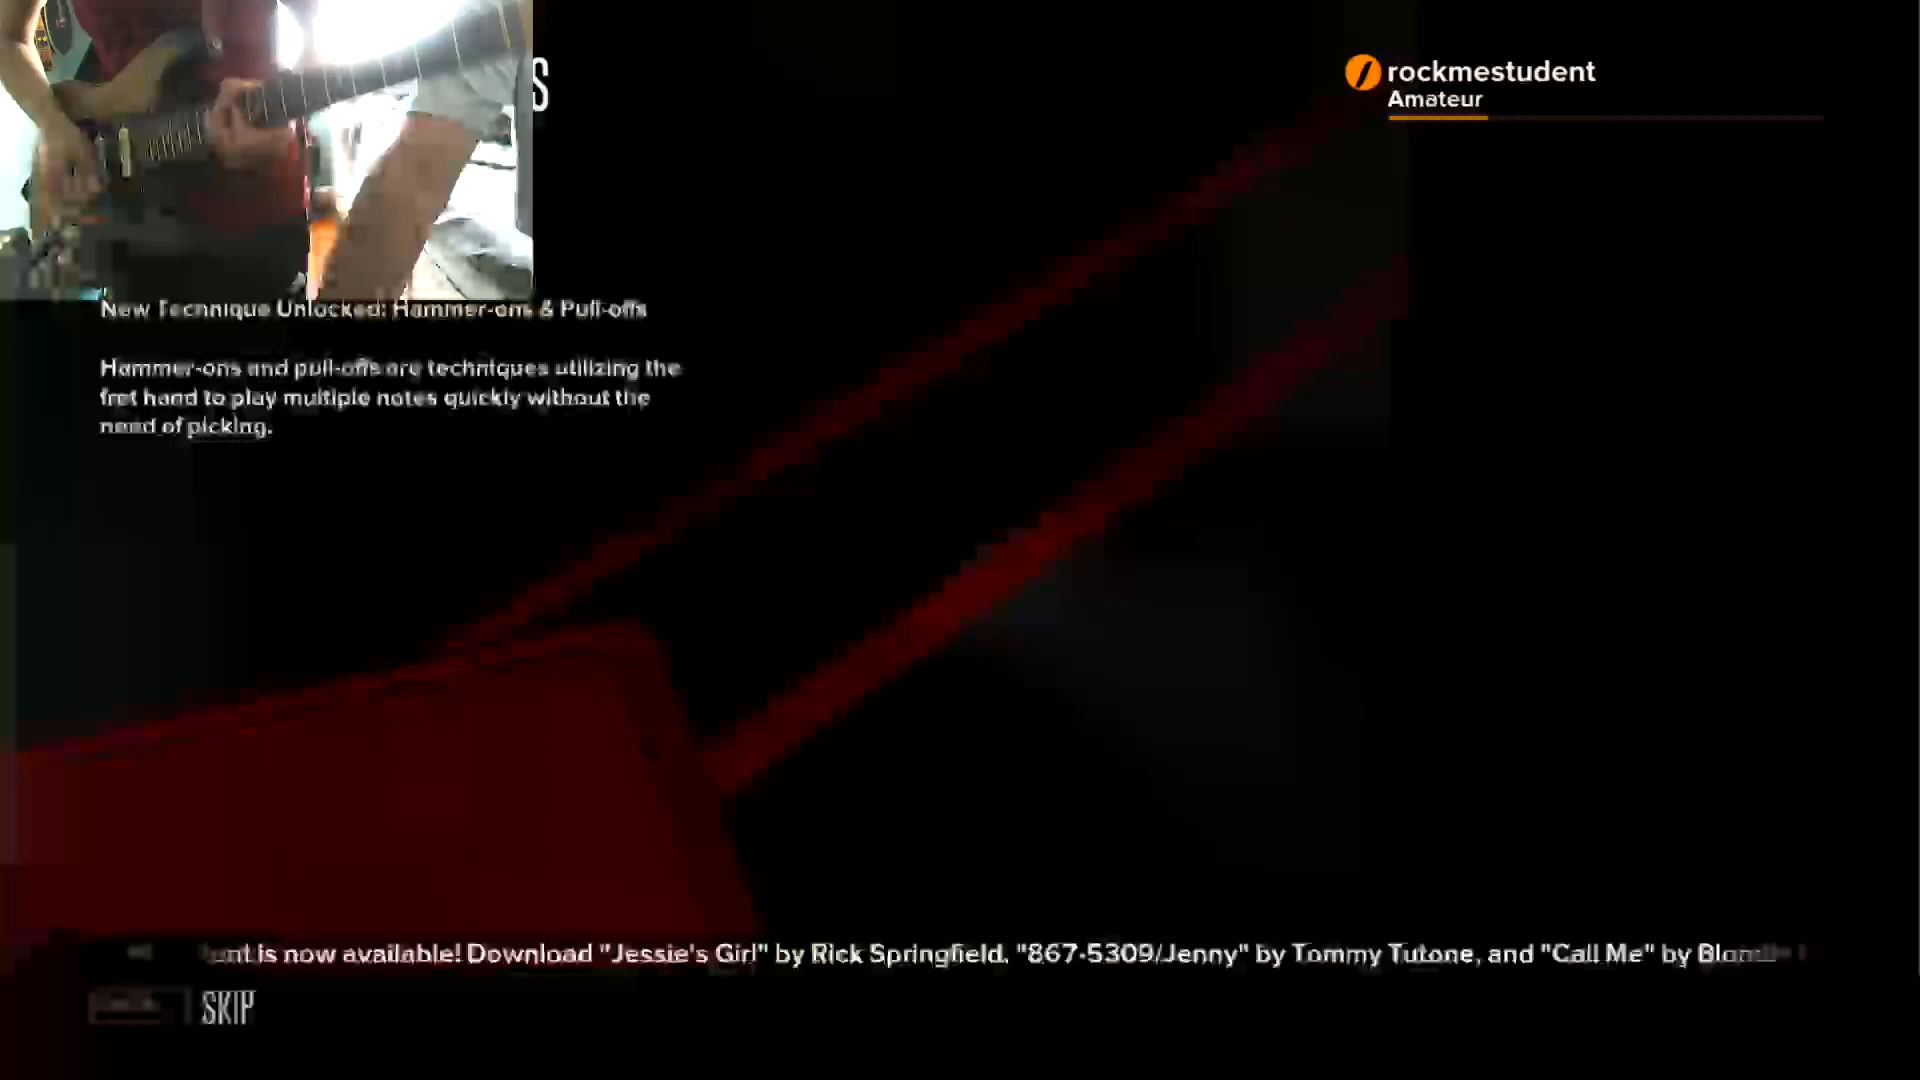 rockmestudent
Amateur
New Technique Unlocked: Hammer-ons & Pull-offs
Hammer-ons and pull-offs are techniques utilizing the
fret hand to play multiple notes quickly without the
need of picking.
is now available! Download "Jessie's Girl" by Rick Springfield, "867-5309/Jenny" by Tommy Tutone, and "Call Me" by
SKIP